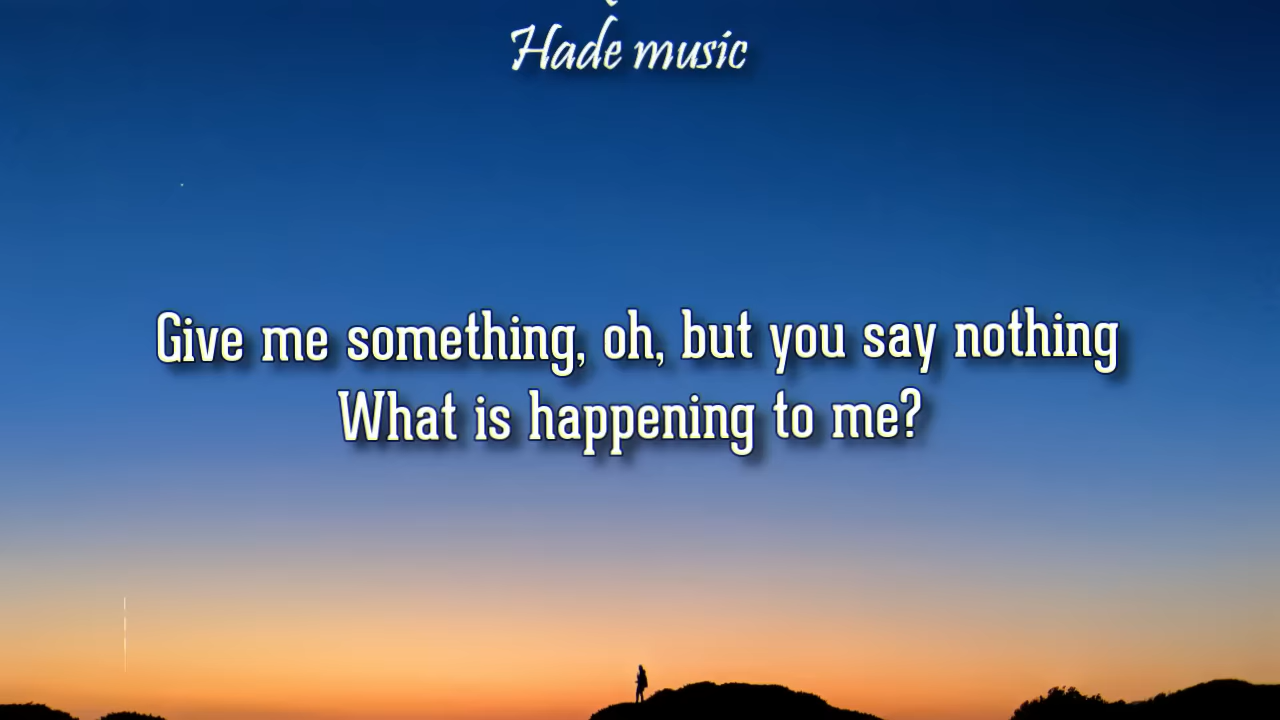 Hade music
Give me something, oh, but you say nothing
What is happening to me?